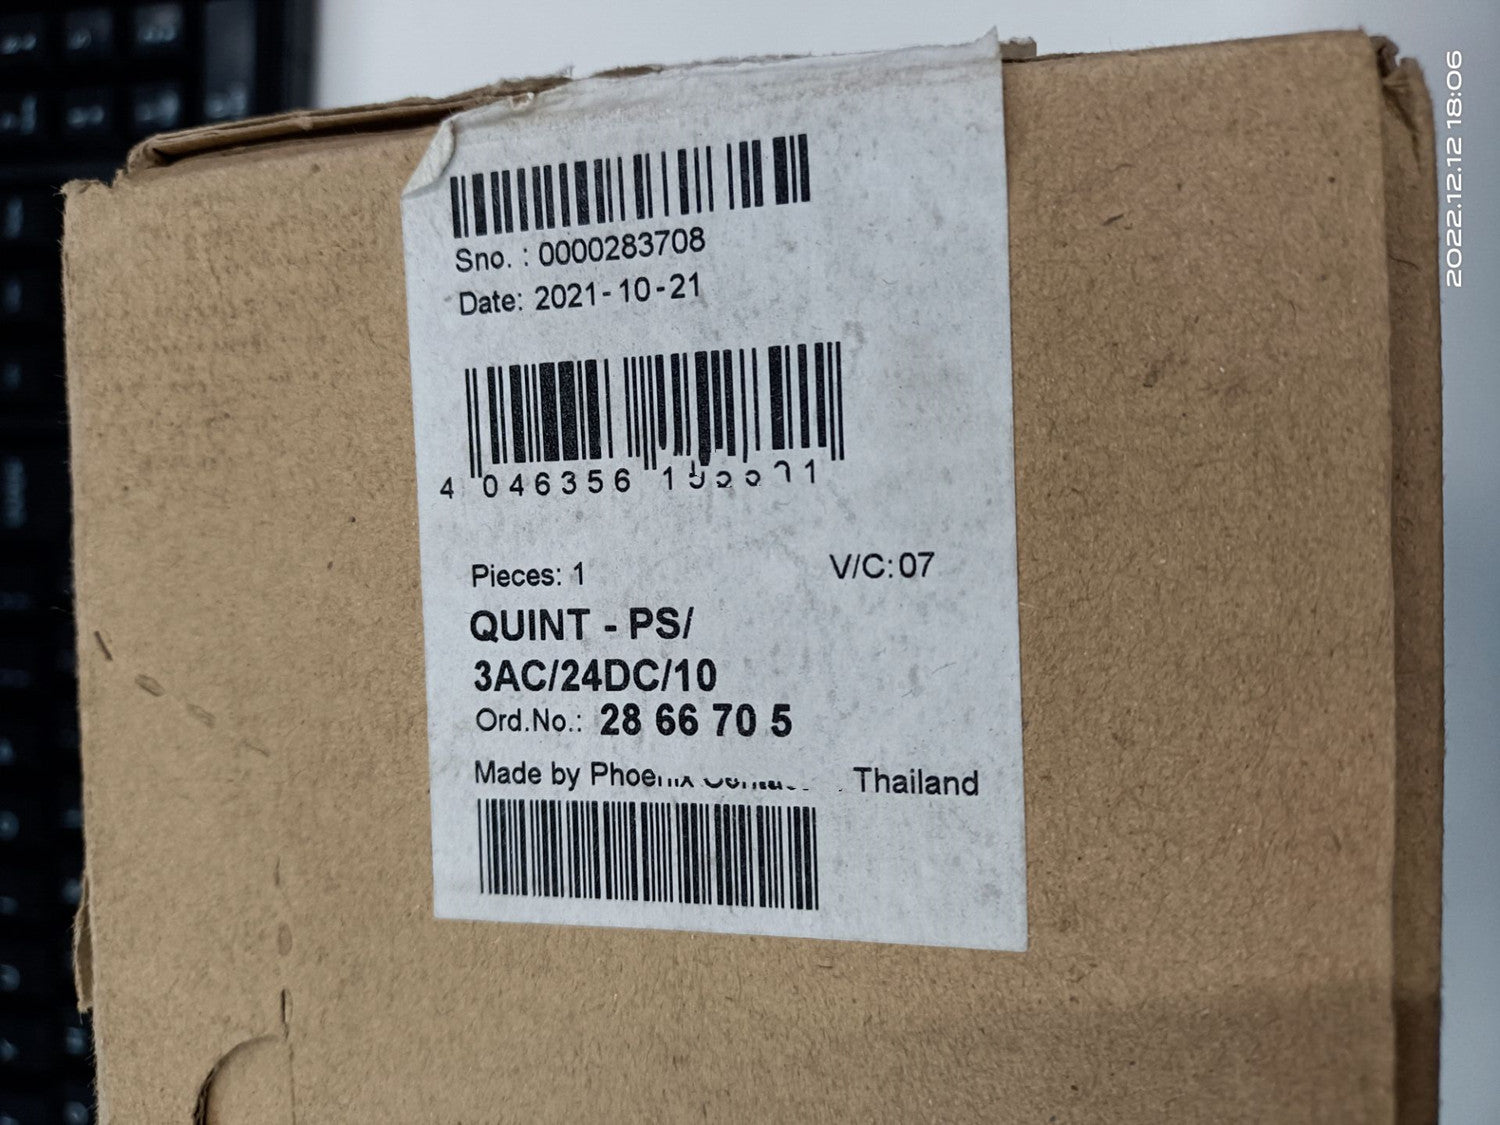 Sno. : 0000283708
Date: 2021-10-21
4 046356
Pieces: 1
V/C:07
QUINT - PS/
3AC/24DC/10
Ord.No.: 28 66 70 5
Made by Phoenix Thailand
2022.12.12 18:06